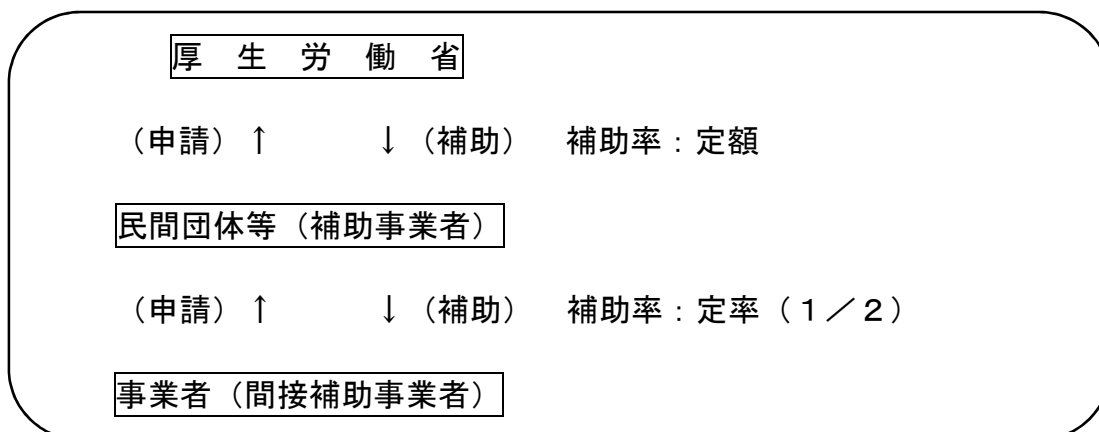 厚　生　労　働　省
（申請）↑　　　↓（補助）　補助率：定額
民間団体等（補助事業者）
（申請）↑　　　↓（補助）　補助率：定率（１／２）
事業者（間接補助事業者）